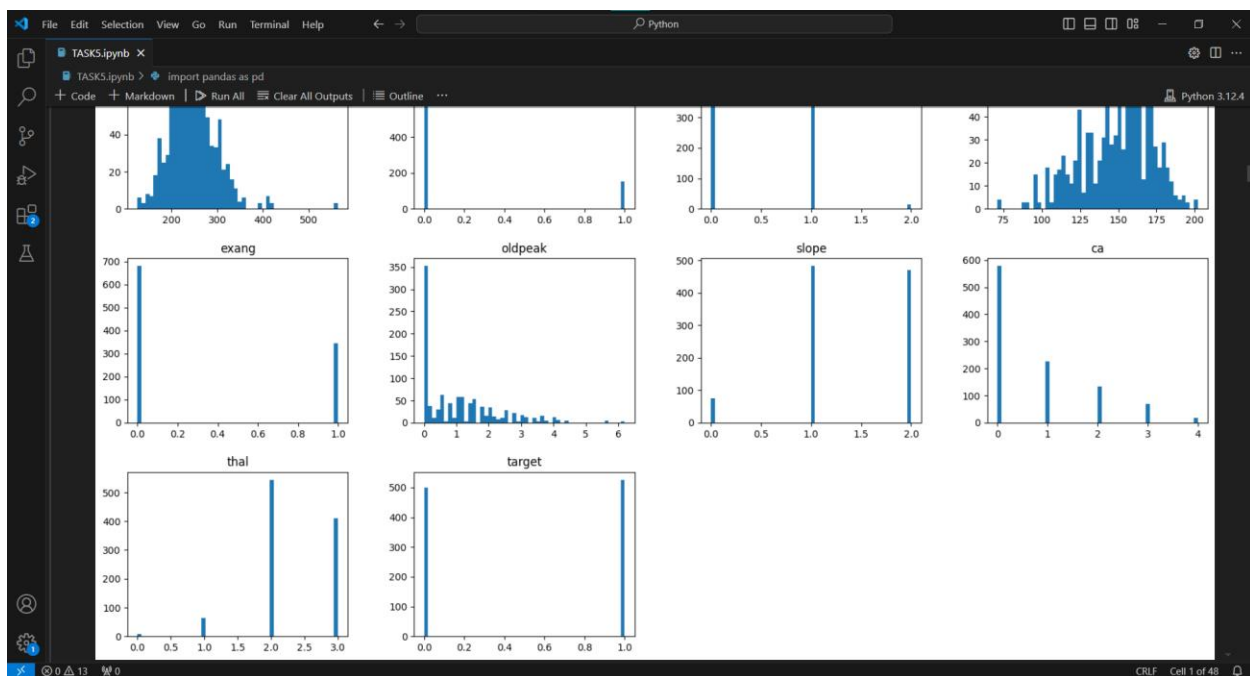 File Edit Selection View Go Run Terminal Help Python
TASK5.ipynb
TASK5.ipynb > import pandas as pd
+ Code + Markdown | Run All Clear All Outputs | Outline ... Python 3.12.4
40
20
0
200 300 400 500
400
200
0
0.0 0.2 0.4 0.6 0.8 1.0
300
200
100
0
0.0 0.5 1.0 1.5 2.0
40
30
20
10
0
75 100 125 150 175 200
exang
700
600
500
400
300
200
100
0
0.0 0.2 0.4 0.6 0.8 1.0
oldpeak
350
300
250
200
150
100
50
0
0 1 2 3 4 5 6
slope
500
400
300
200
100
0
0.0 0.5 1.0 1.5 2.0
ca
600
500
400
300
200
100
0
0 1 2 3 4
thal
500
400
300
200
100
0
0.0 0.5 1.0 1.5 2.0 2.5 3.0
target
500
400
300
200
100
0
0.0 0.2 0.4 0.6 0.8 1.0
2
1
0 13 0 CRLF Cell 1 of 48